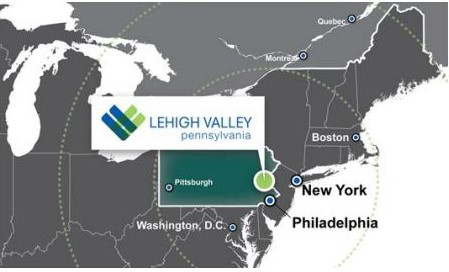 Quebec
Montreal
LEHIGH VALLEY
pennsylvania
Boston
Pittsburgh
New York
Washington, D.C.
Philadelphia